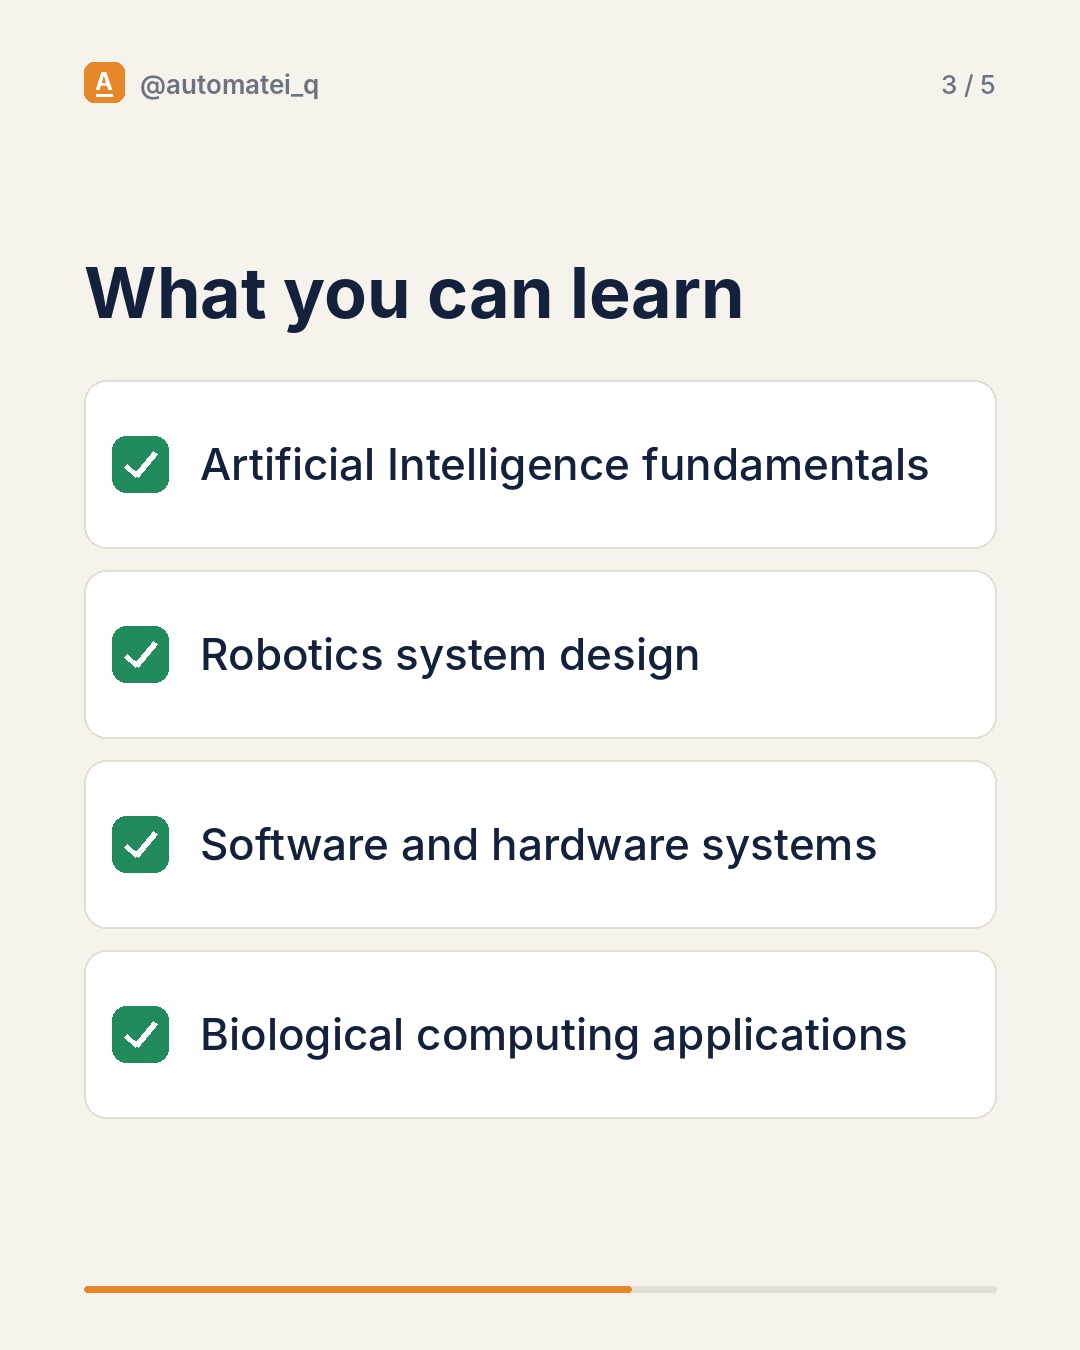 A
@automatei_q
3 / 5
What you can learn
Artificial Intelligence fundamentals
Robotics system design
Software and hardware systems
Biological computing applications